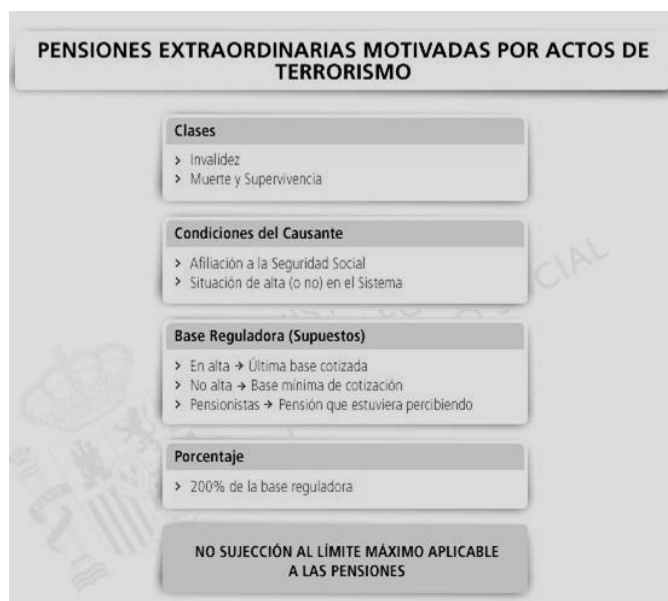 PENSIONES EXTRAORDINARIAS MOTIVADAS POR ACTOS DE
TERRORISMO
Clases
> Invalidez
> Muerte y Supervivencia
Condiciones del Causante
> Afiliación a la Seguridad Social
> Situación de alta (o no) en el Sistema
CIAL
Base Reguladora (Supuestos)
> En alta → Última base cotizada
> No alta → Base mínima de cotización
> Pensionistas → Pensión que estuviera percibiendo
Porcentaje
> 200% de la base reguladora
NO SUJECCIÓN AL LÍMITE MÁXIMO APLICABLE
A LAS PENSIONES